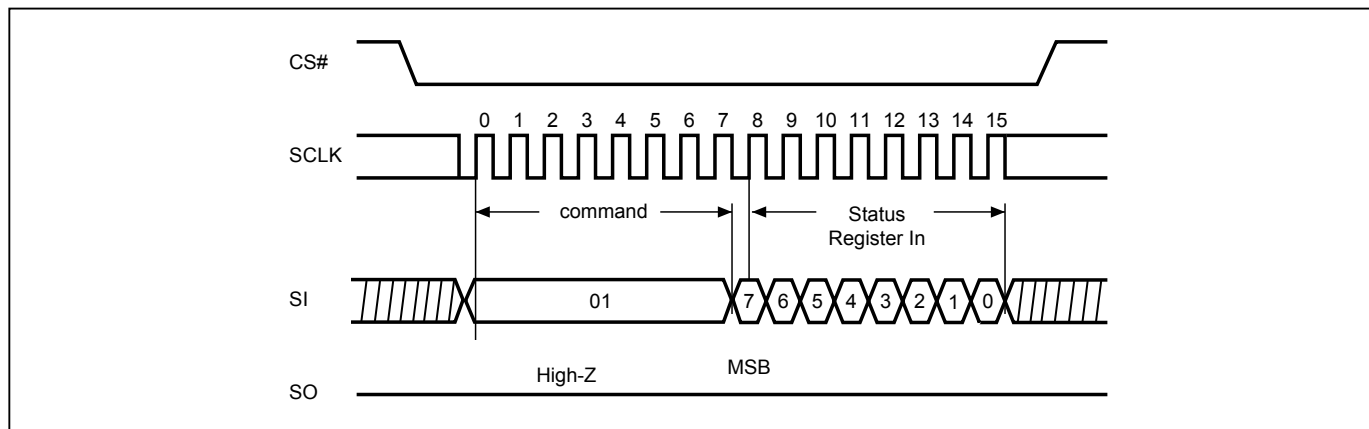 CS#
0 1 2 3 4 5 6 7 8 9 10 11 12 13 14 15
SCLK
command
Status
Register In
SI
01
7 6 5 4 3 2 1 0
High-Z
MSB
SO